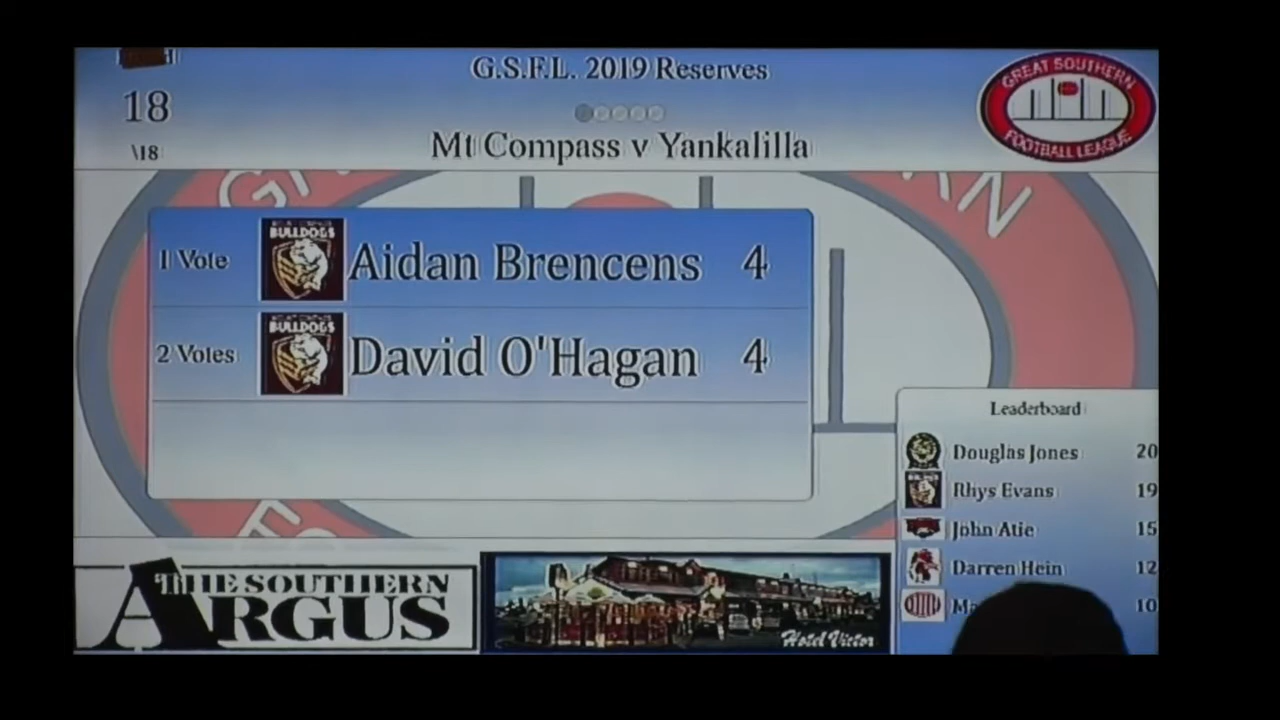 G.S.F.L. 2019 Reserves
18
\18
Mt Compass v Yankalilla
GREAT SOUTHERN
FOOTBALL LEAGUE
1 Vote
BULLDOGS
Aidan Brencens 4
2 Votes
BULLDOGS
David O'Hagan 4
Leaderboard
Douglas Jones 20
Rhys Evans 19
John Atie 15
Darren Hein 12
10
THE SOUTHERN
ARGUS
Hotel Victor